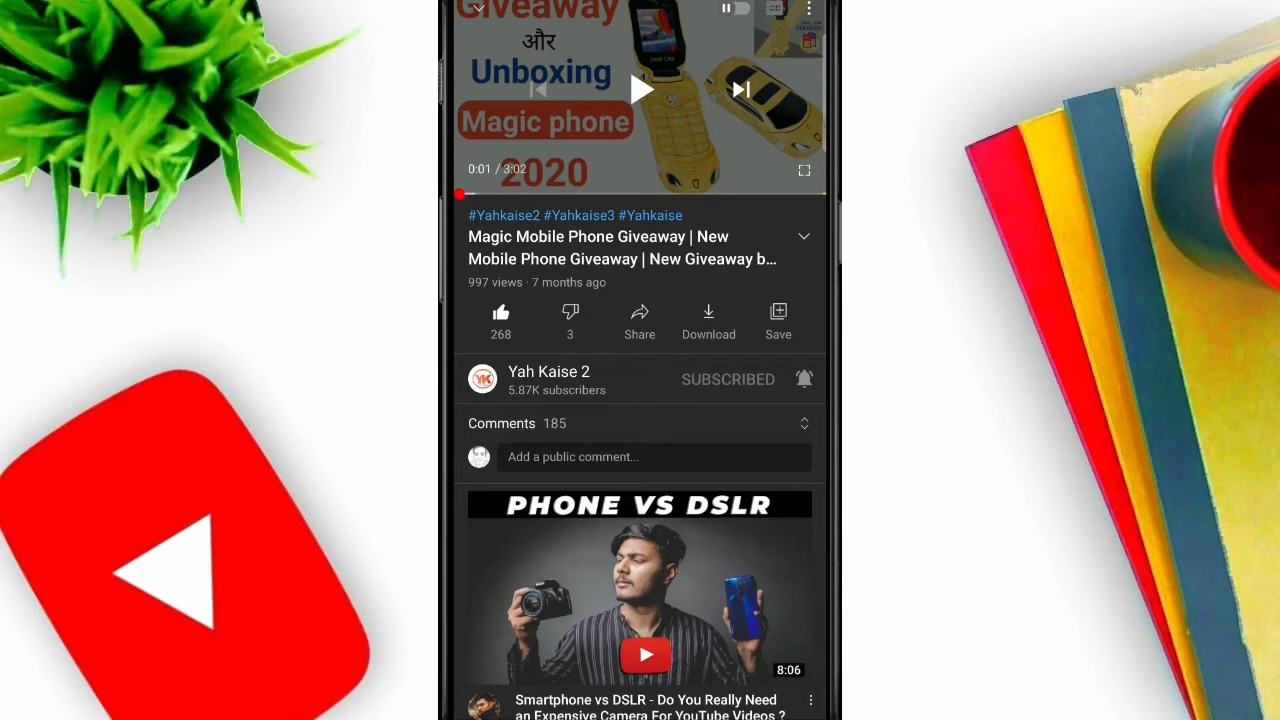 Giveaway
CC
और
Unboxing
Magic phone
2020
0:01 / 3:02
#Yahkaise2 #Yahkaise3 #Yahkaise
Magic Mobile Phone Giveaway | New
Mobile Phone Giveaway | New Giveaway b...
997 views · 7 months ago
268
3
Share
Download
Save
YK
Yah Kaise 2
5.87K subscribers
SUBSCRIBED
Comments 185
Add a public comment...
PHONE VS DSLR
8:06
Smartphone vs DSLR - Do You Really Need
an Expensive Camera For YouTube Videos ?